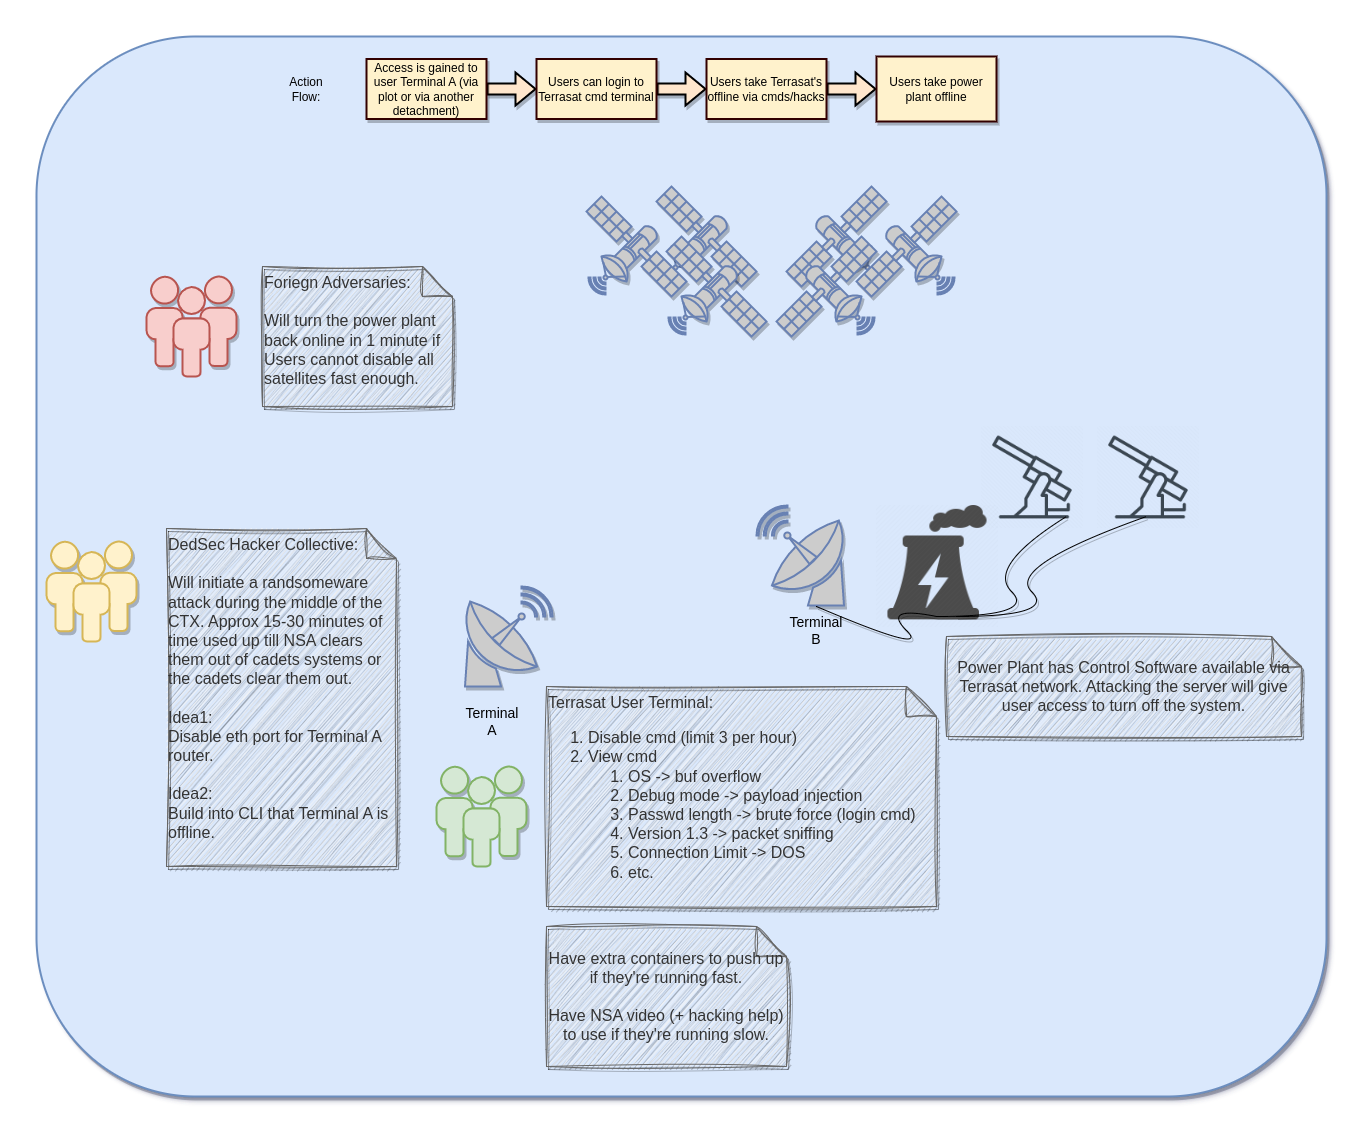 Action
Flow:
Access is gained to
user Terminal A (via
plot or via another
detachment)
Users can login to
Terrasat cmd terminal
Users take Terrasat's
offline via cmds/hacks
Users take power
plant offline
Foriegn Adversaries:
Will turn the power plant
back online in 1 minute if
Users cannot disable all
satellites fast enough.
DedSec Hacker Collective:
Will initiate a randsomeware
attack during the middle of the
CTX. Approx 15-30 minutes of
time used up till NSA clears
them out of cadets systems or
the cadets clear them out.
Idea1:
Disable eth port for Terminal A
router.
Idea2:
Build into CLI that Terminal A is
offline.
Terminal
A
Terminal
B
Power Plant has Control Software available via
Terrasat network. Attacking the server will give
user access to turn off the system.
Terrasat User Terminal:
1. Disable cmd (limit 3 per hour)
2. View cmd
1. OS -> buf overflow
2. Debug mode -> payload injection
3. Passwd length -> brute force (login cmd)
4. Version 1.3 -> packet sniffing
5. Connection Limit -> DOS
6. etc.
Have extra containers to push up
if they're running fast.
Have NSA video (+ hacking help)
to use if they're running slow.